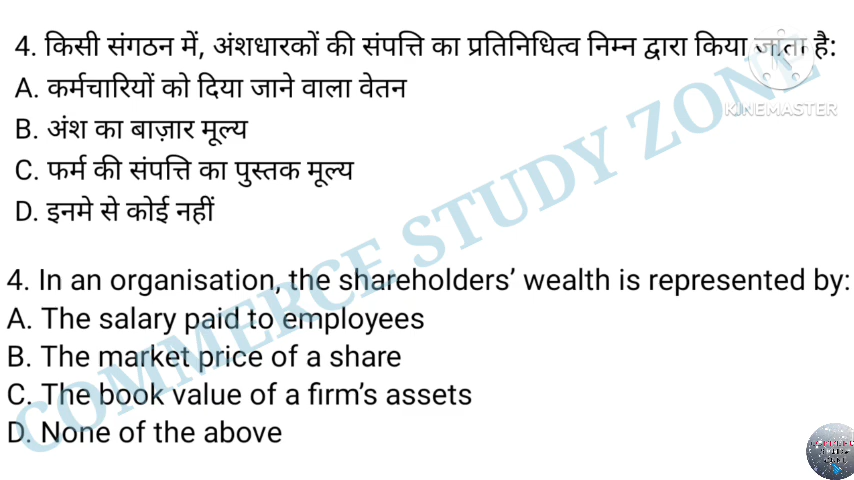 4. किसी संगठन में, अंशधारकों की संपत्ति का प्रतिनिधित्व निम्न द्वारा किया जाता है:
KINEMASTER
A. कर्मचारियों को दिया जाने वाला वेतन
B. अंश का बाज़ार मूल्य
C. फर्म की संपत्ति का पुस्तक मूल्य
D. इनमे से कोई नहीं
COMMERCE STUDY ZONE
4. In an organisation, the shareholders’ wealth is represented by:
A. The salary paid to employees
B. The market price of a share
C. The book value of a firm’s assets
D. None of the above